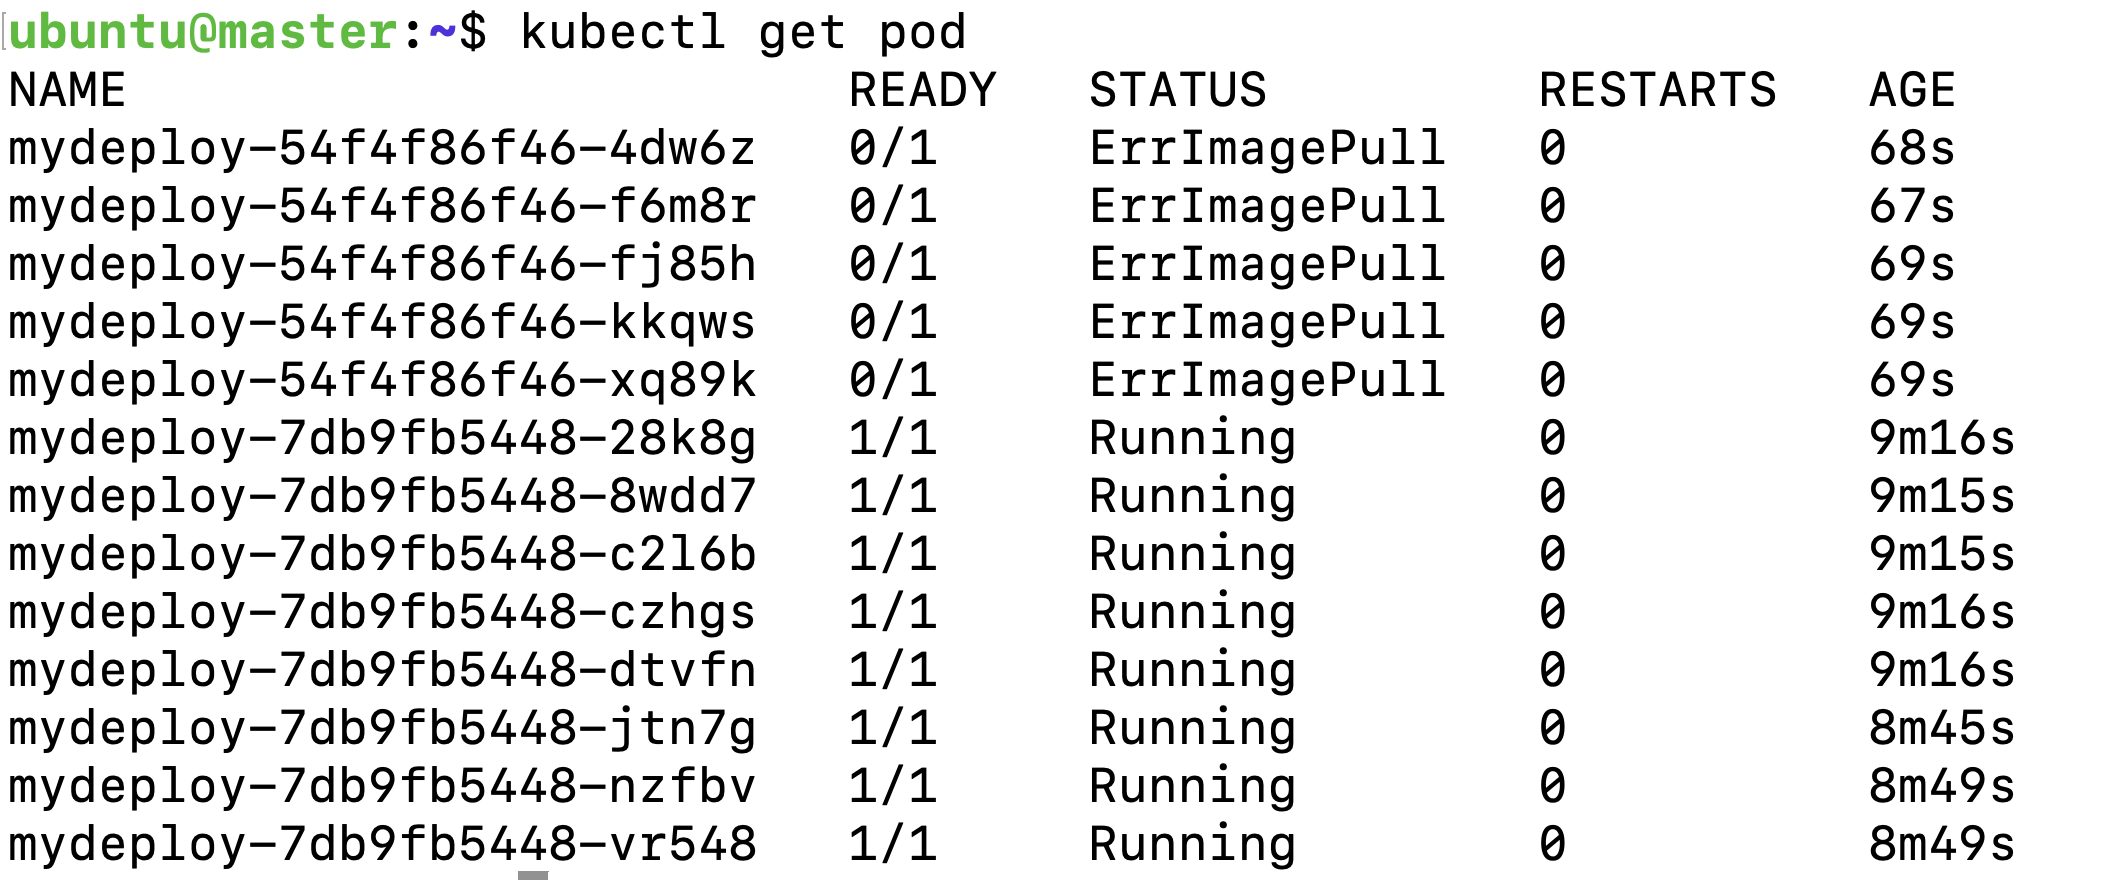 ubuntu@master:~$ kubectl get pod
NAME                        READY   STATUS         RESTARTS   AGE
mydeploy-54f4f86f46-4dw6z   0/1     ErrImagePull   0          68s
mydeploy-54f4f86f46-f6m8r   0/1     ErrImagePull   0          67s
mydeploy-54f4f86f46-fj85h   0/1     ErrImagePull   0          69s
mydeploy-54f4f86f46-kkqws   0/1     ErrImagePull   0          69s
mydeploy-54f4f86f46-xq89k   0/1     ErrImagePull   0          69s
mydeploy-7db9fb5448-28k8g   1/1     Running        0          9m16s
mydeploy-7db9fb5448-8wdd7   1/1     Running        0          9m15s
mydeploy-7db9fb5448-c2l6b   1/1     Running        0          9m15s
mydeploy-7db9fb5448-czhgs   1/1     Running        0          9m16s
mydeploy-7db9fb5448-dtvfn   1/1     Running        0          9m16s
mydeploy-7db9fb5448-jtn7g   1/1     Running        0          8m45s
mydeploy-7db9fb5448-nzfbv   1/1     Running        0          8m49s
mydeploy-7db9fb5448-vr548   1/1     Running        0          8m49s